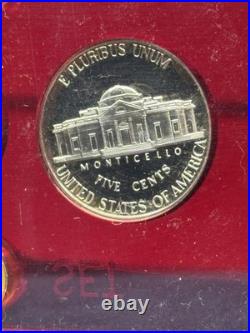 E PLURIBUS UNUM
MONTICELLO
FIVE CENTS
UNITED STATES OF AMERICA